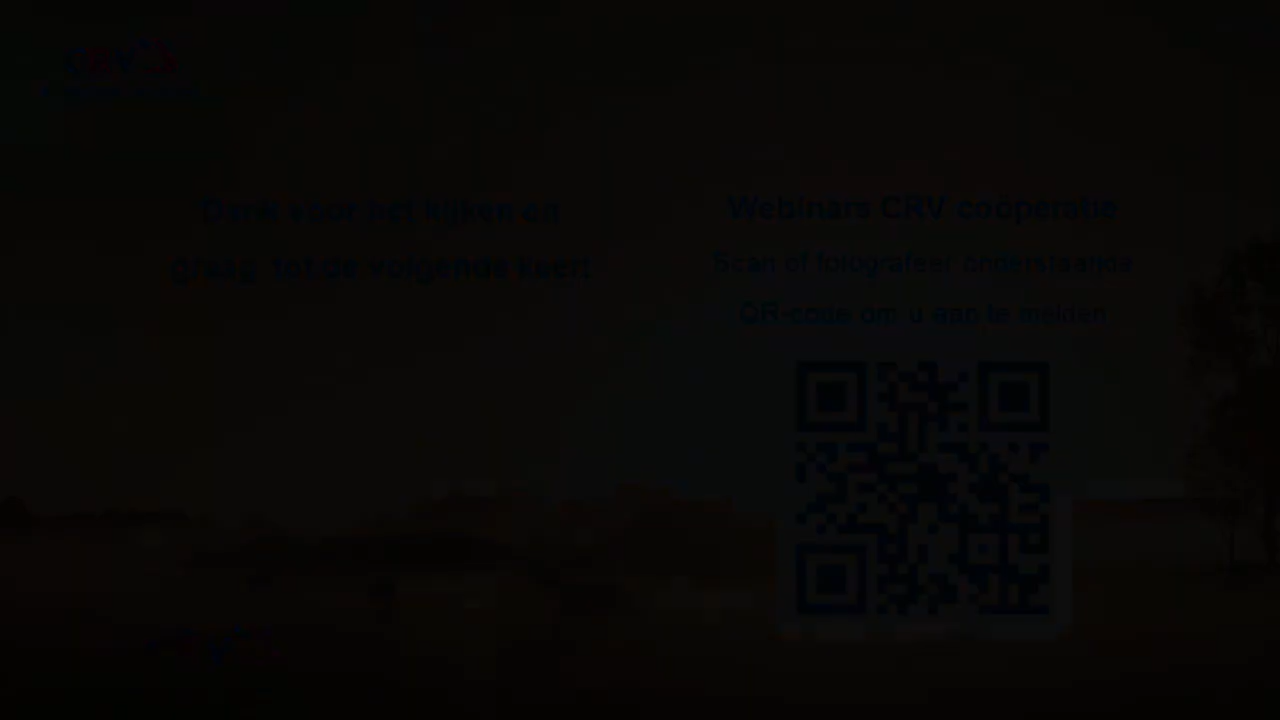 Dank voor het kijken en
graag tot de volgende keer!
Webinars CRV coöperatie
Scan of fotografeer onderstaande
QR-code om u aan te melden